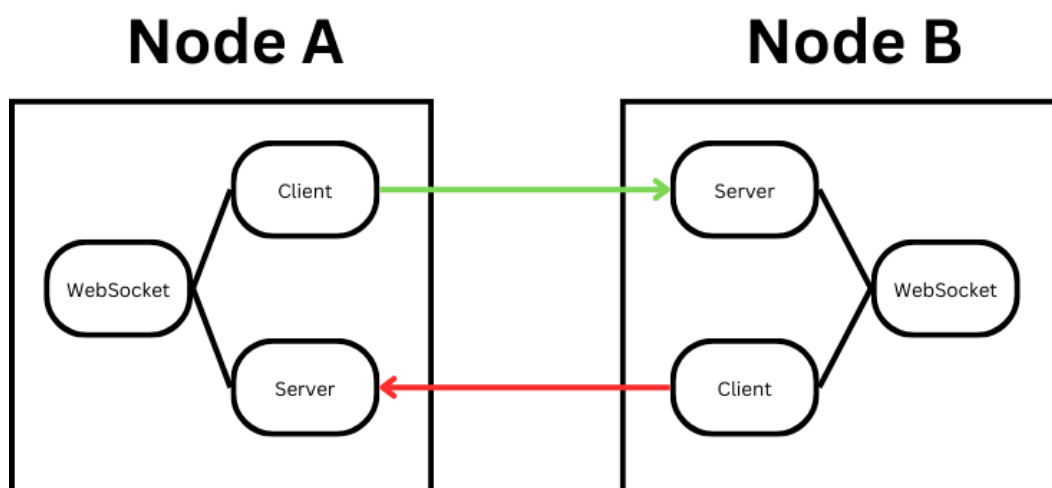 Node A
Node B
Client
Server
WebSocket
WebSocket
Server
Client